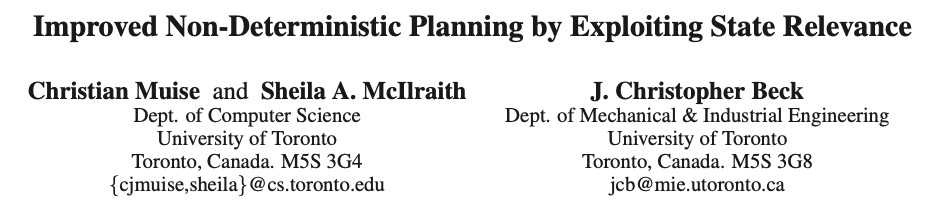 Improved Non-Deterministic Planning by Exploiting State Relevance
Christian Muise and Sheila A. McIlraith
Dept. of Computer Science
University of Toronto
Toronto, Canada. M5S 3G4
{cjmuise,sheila}@cs.toronto.edu
J. Christopher Beck
Dept. of Mechanical & Industrial Engineering
University of Toronto
Toronto, Canada. M5S 3G8
jcb@mie.utoronto.ca